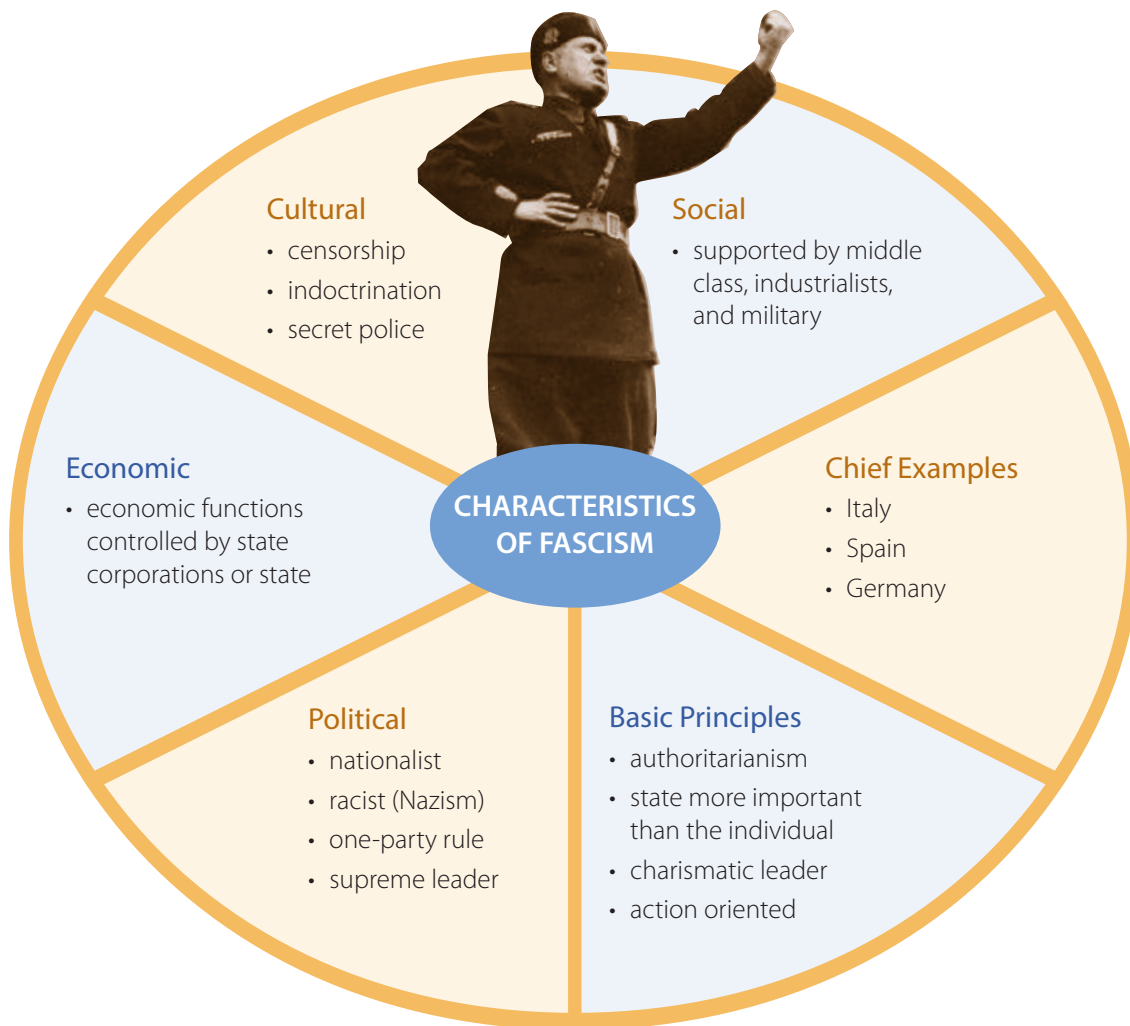 Cultural
• censorship
• indoctrination
• secret police
Social
• supported by middle
class, industrialists,
and military
Economic
• economic functions
controlled by state
corporations or state
CHARACTERISTICS
OF FASCISM
Chief Examples
• Italy
• Spain
• Germany
Political
• nationalist
• racist (Nazism)
• one-party rule
• supreme leader
Basic Principles
• authoritarianism
• state more important
than the individual
• charismatic leader
• action oriented